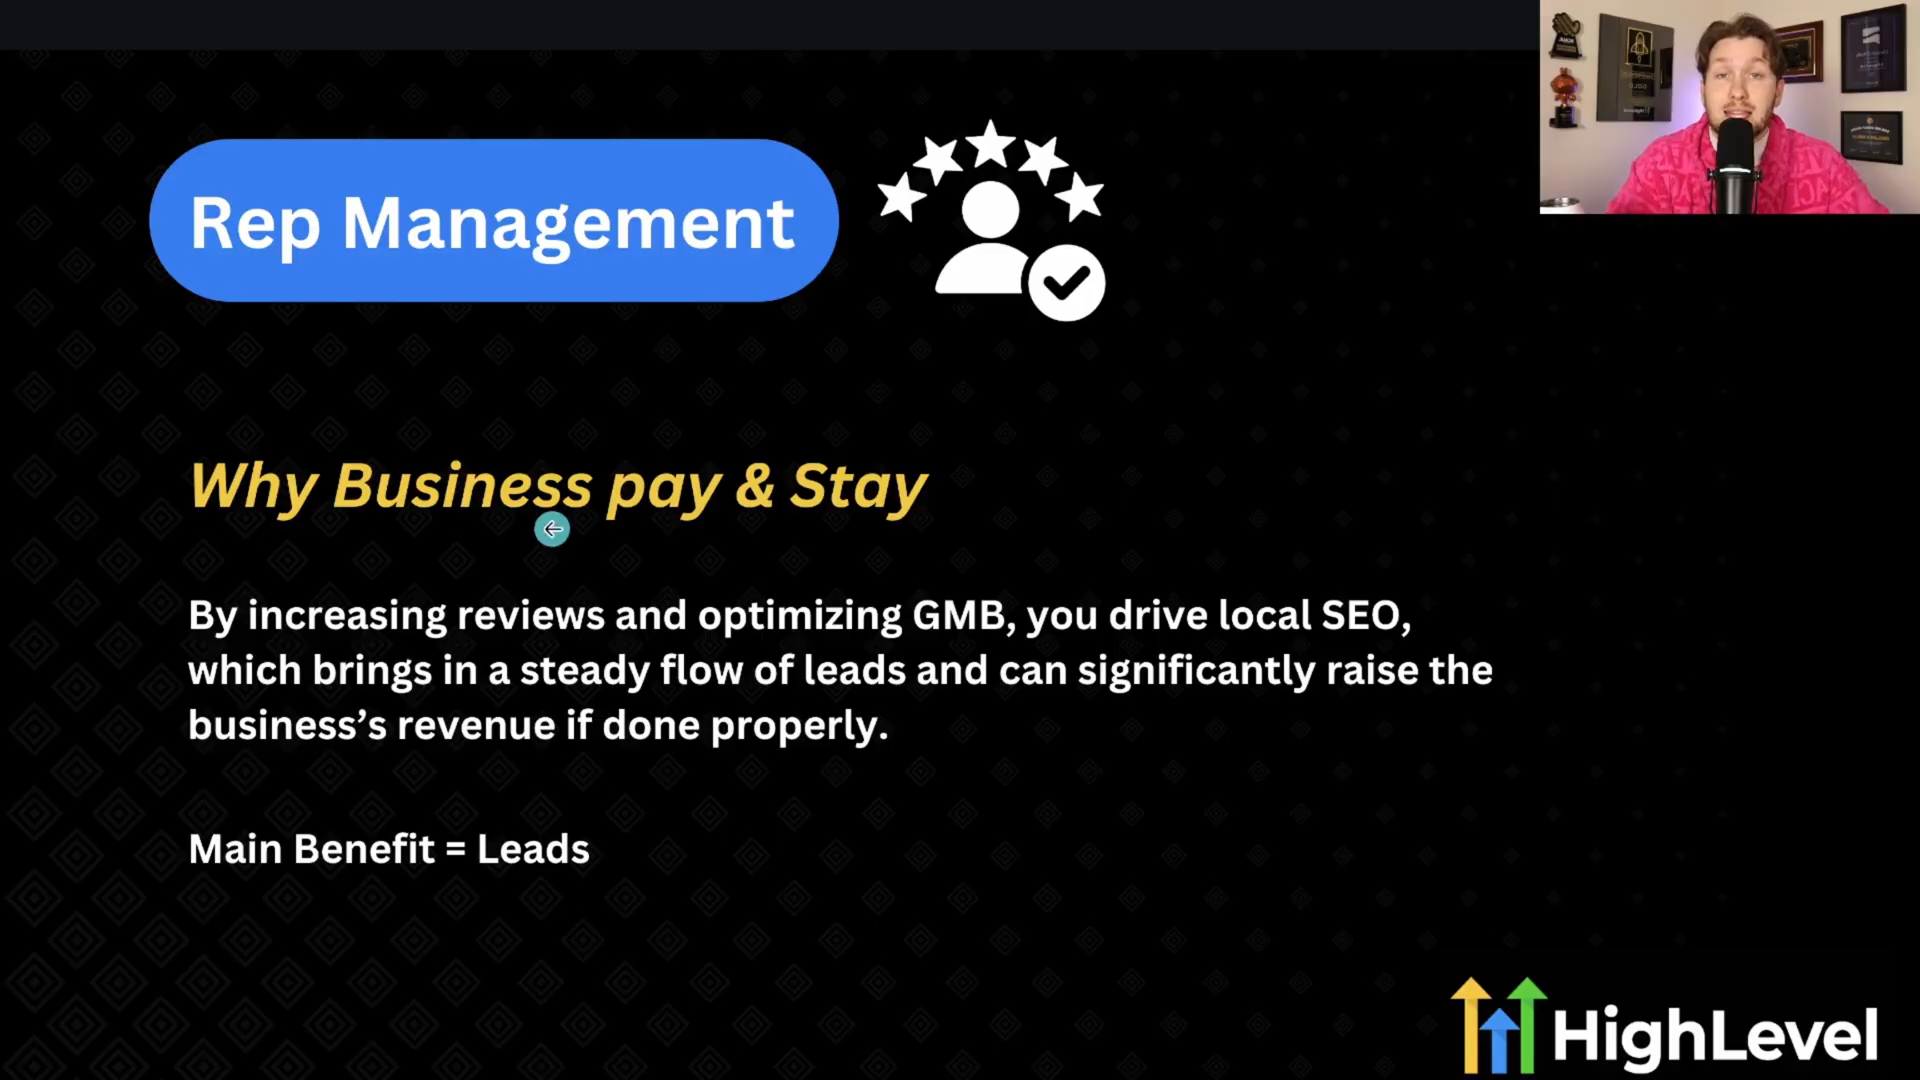 Rep Management
Why Business pay & Stay
By increasing reviews and optimizing GMB, you drive local SEO,
which brings in a steady flow of leads and can significantly raise the
business’s revenue if done properly.
Main Benefit = Leads
HighLevel